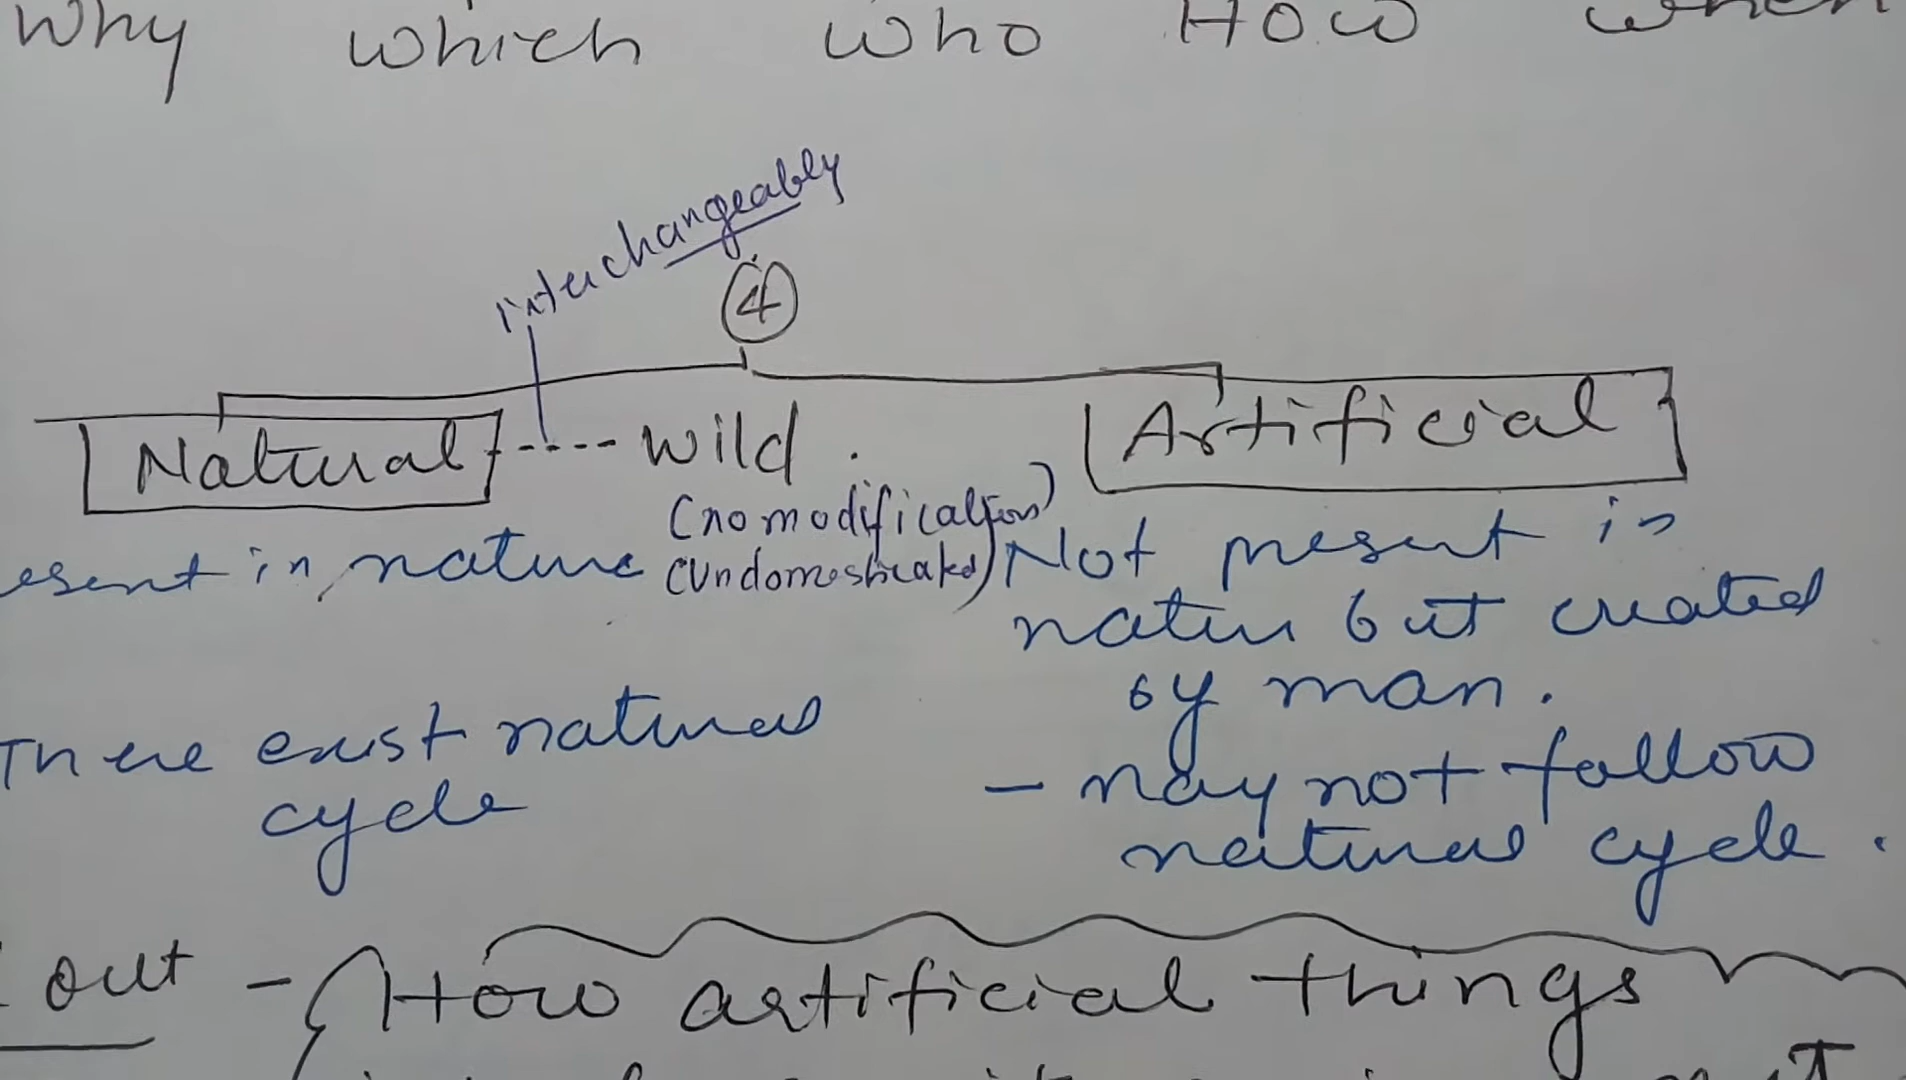 Why which who How when
interchangeably
4
Natural ---- wild . Artificial
(no modification)
(Undomesticated)
esent in nature
Not present in
nature but created
by man.
There exist natural
cycle
- may not follow
natural cycle.
out - How artificial things